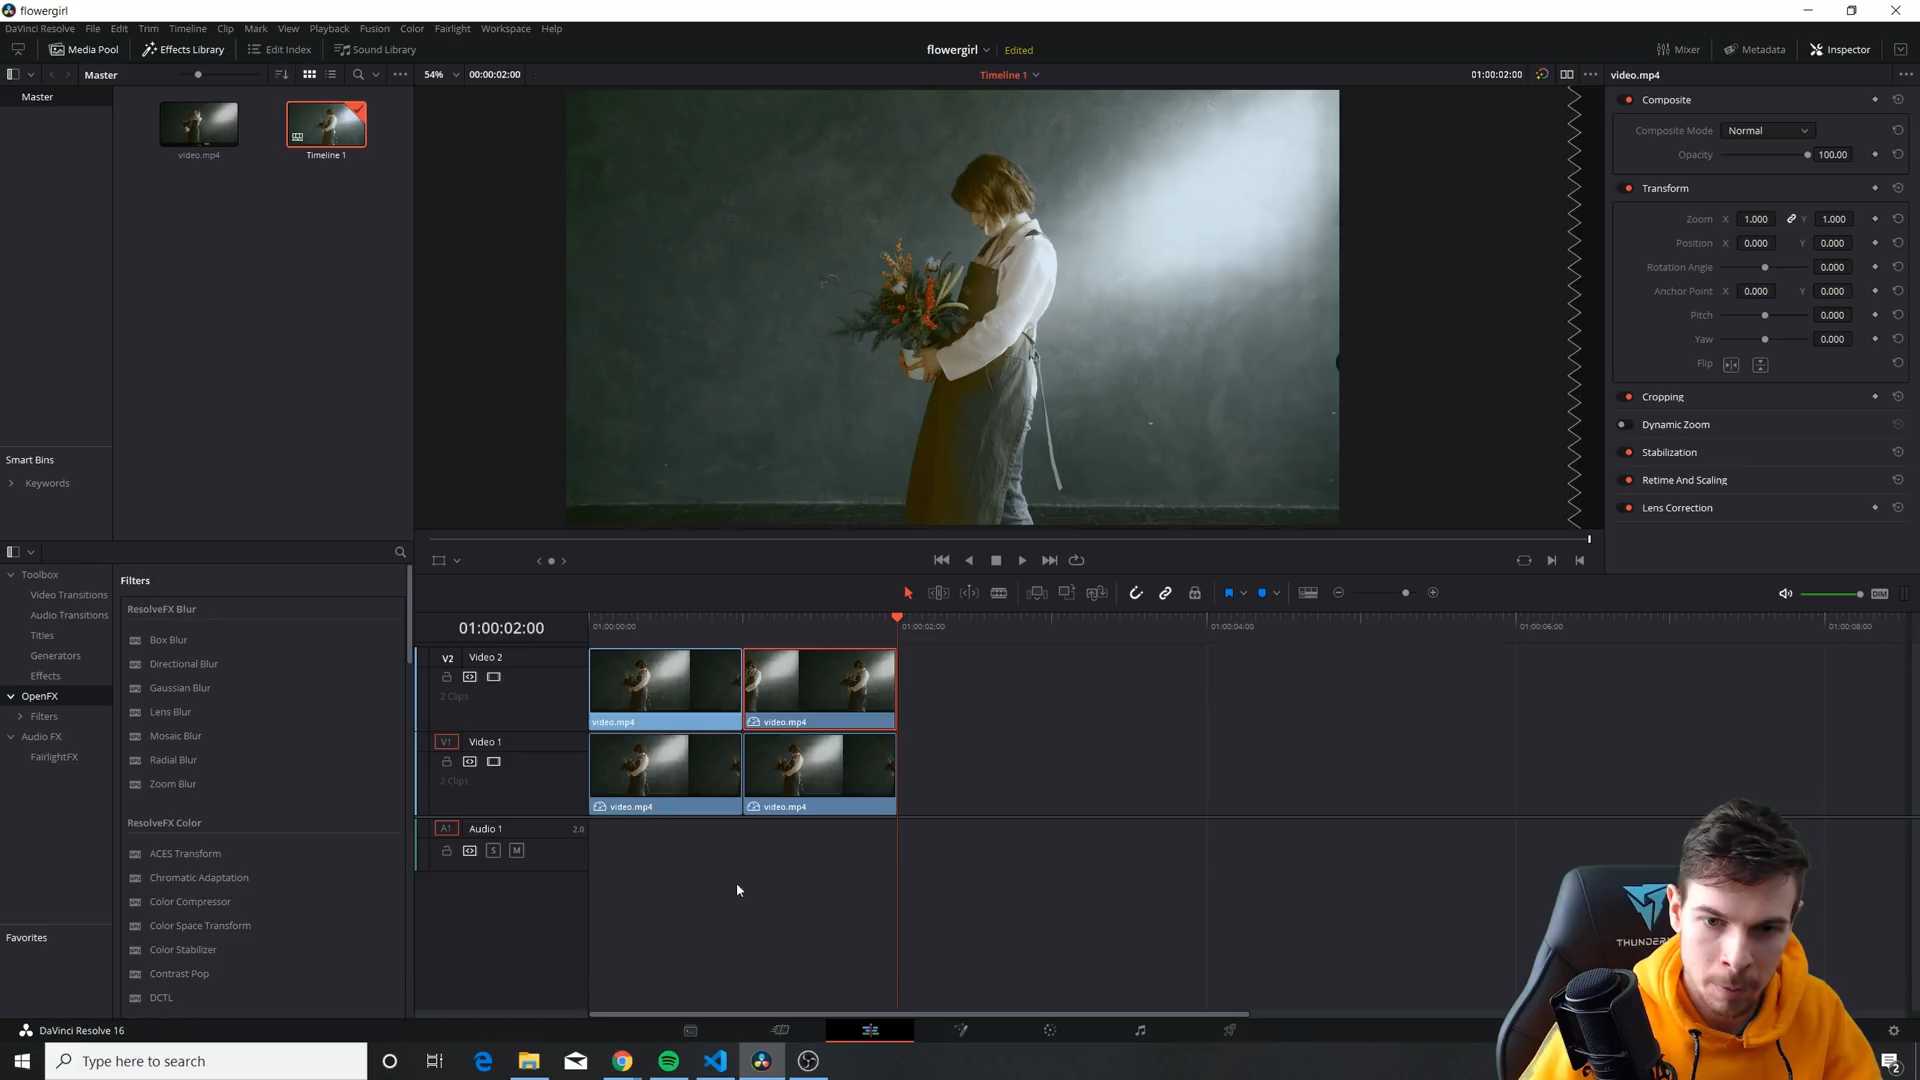 flowergirl
DaVinci Resolve File Edit Trim Timeline Clip Mark View Playback Fusion Color Fairlight Workspace Help
Media Pool Effects Library Edit Index Sound Library flowergirl Edited Mixer Metadata Inspector
Master 54% 00:00:02:00 Timeline 1 01:00:02:00 video.mp4
Master
video.mp4 Timeline 1
Composite
Composite Mode Normal
Opacity 100.00
Transform
Zoom X 1.000 Y 1.000
Position X 0.000 Y 0.000
Rotation Angle 0.000
Anchor Point X 0.000 Y 0.000
Pitch 0.000
Yaw 0.000
Flip
Cropping
Dynamic Zoom
Stabilization
Retime And Scaling
Lens Correction
Smart Bins
Keywords
Toolbox
Video Transitions
Audio Transitions
Titles
Generators
Effects
OpenFX
Filters
Audio FX
FairlightFX
Favorites
Filters
ResolveFX Blur
Box Blur
Directional Blur
Gaussian Blur
Lens Blur
Mosaic Blur
Radial Blur
Zoom Blur
ResolveFX Color
ACES Transform
Chromatic Adaptation
Color Compressor
Color Space Transform
Color Stabilizer
Contrast Pop
DCTL
DIM
01:00:02:00 01:00:00:00 01:00:02:00 01:00:04:00 01:00:06:00 01:00:08:00
V2 Video 2
2 Clips
video.mp4 video.mp4
V1 Video 1
2 Clips
video.mp4 video.mp4
A1 Audio 1 2.0
S M
THUNDER
DaVinci Resolve 16
Type here to search
2